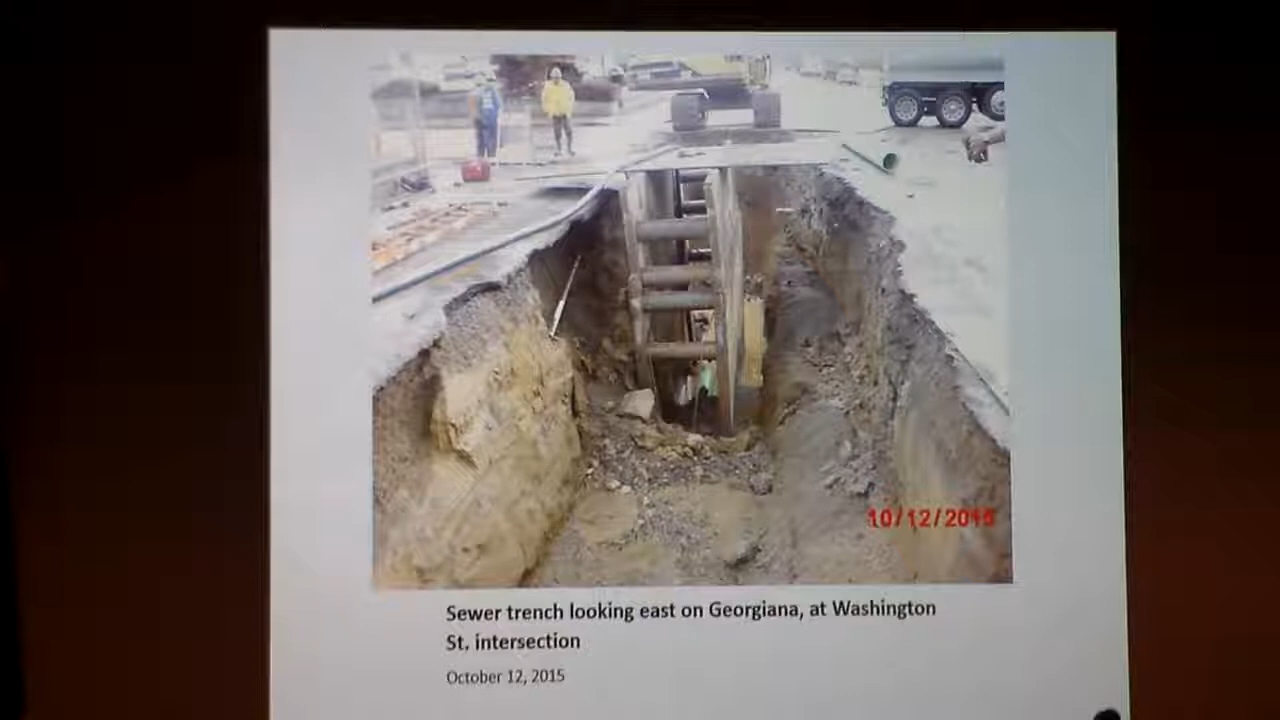 10/12/2015
Sewer trench looking east on Georgiana, at Washington
St. intersection
October 12, 2015